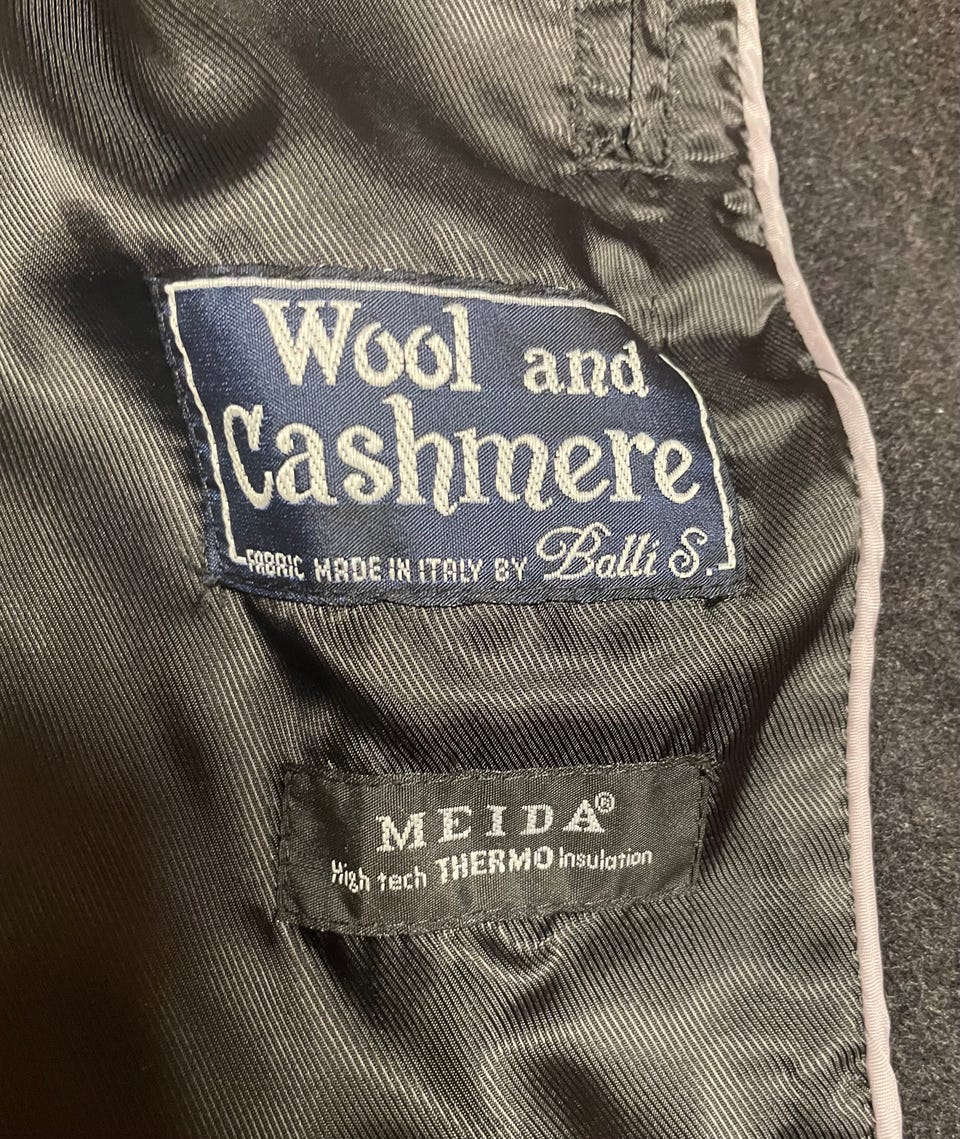 Wool and
Cashmere
FABRIC MADE IN ITALY BY Balli S.
MEIDA®
High tech THERMO Insulation